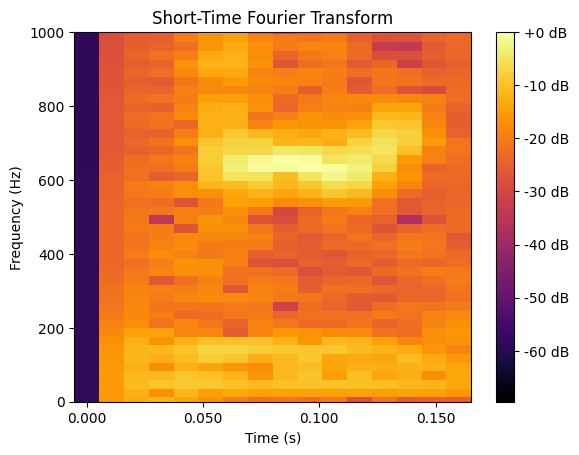 Short-Time Fourier Transform
1000
800
600
400
200
0
Frequency (Hz)
0.000
0.050
0.100
0.150
Time (s)
+0 dB
-10 dB
-20 dB
-30 dB
-40 dB
-50 dB
-60 dB